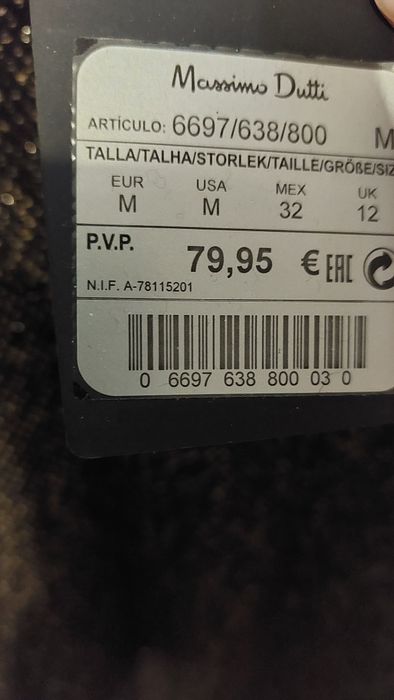 Massimo Dutti
ARTÍCULO: 6697/638/800 M
TALLA/TALHA/STORLEK/TAILLE/GRÖßE/SIZ
EUR USA MEX UK
M M 32 12
P.V.P. 79,95 € EAC
N.I.F. A-78115201
0 6697 638 800 03 0